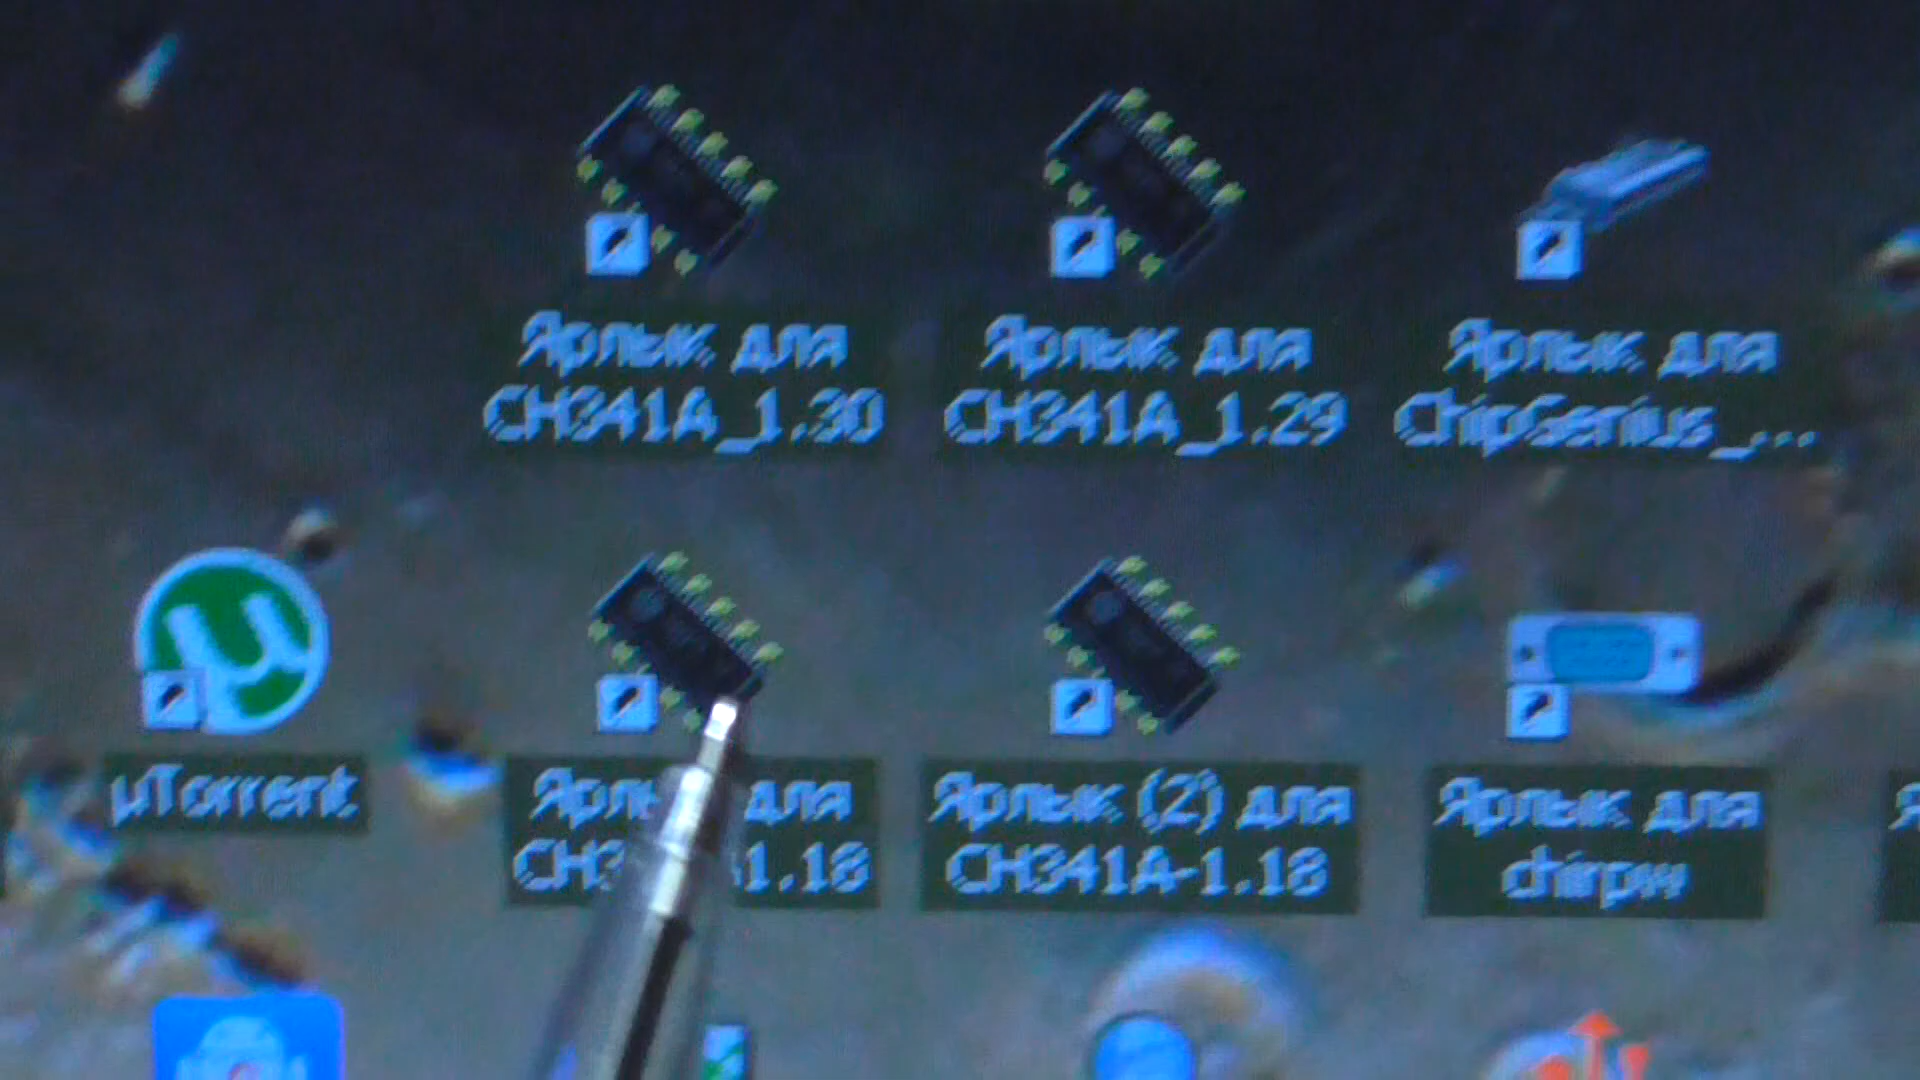 Ярлык для
CH341A_1.30
Ярлык для
CH341A_1.29
Ярлык для
ChipGenius_...
µTorrent
для
1.18
Ярлык (2) для
CH341A-1.18
Ярлык для
chirpw